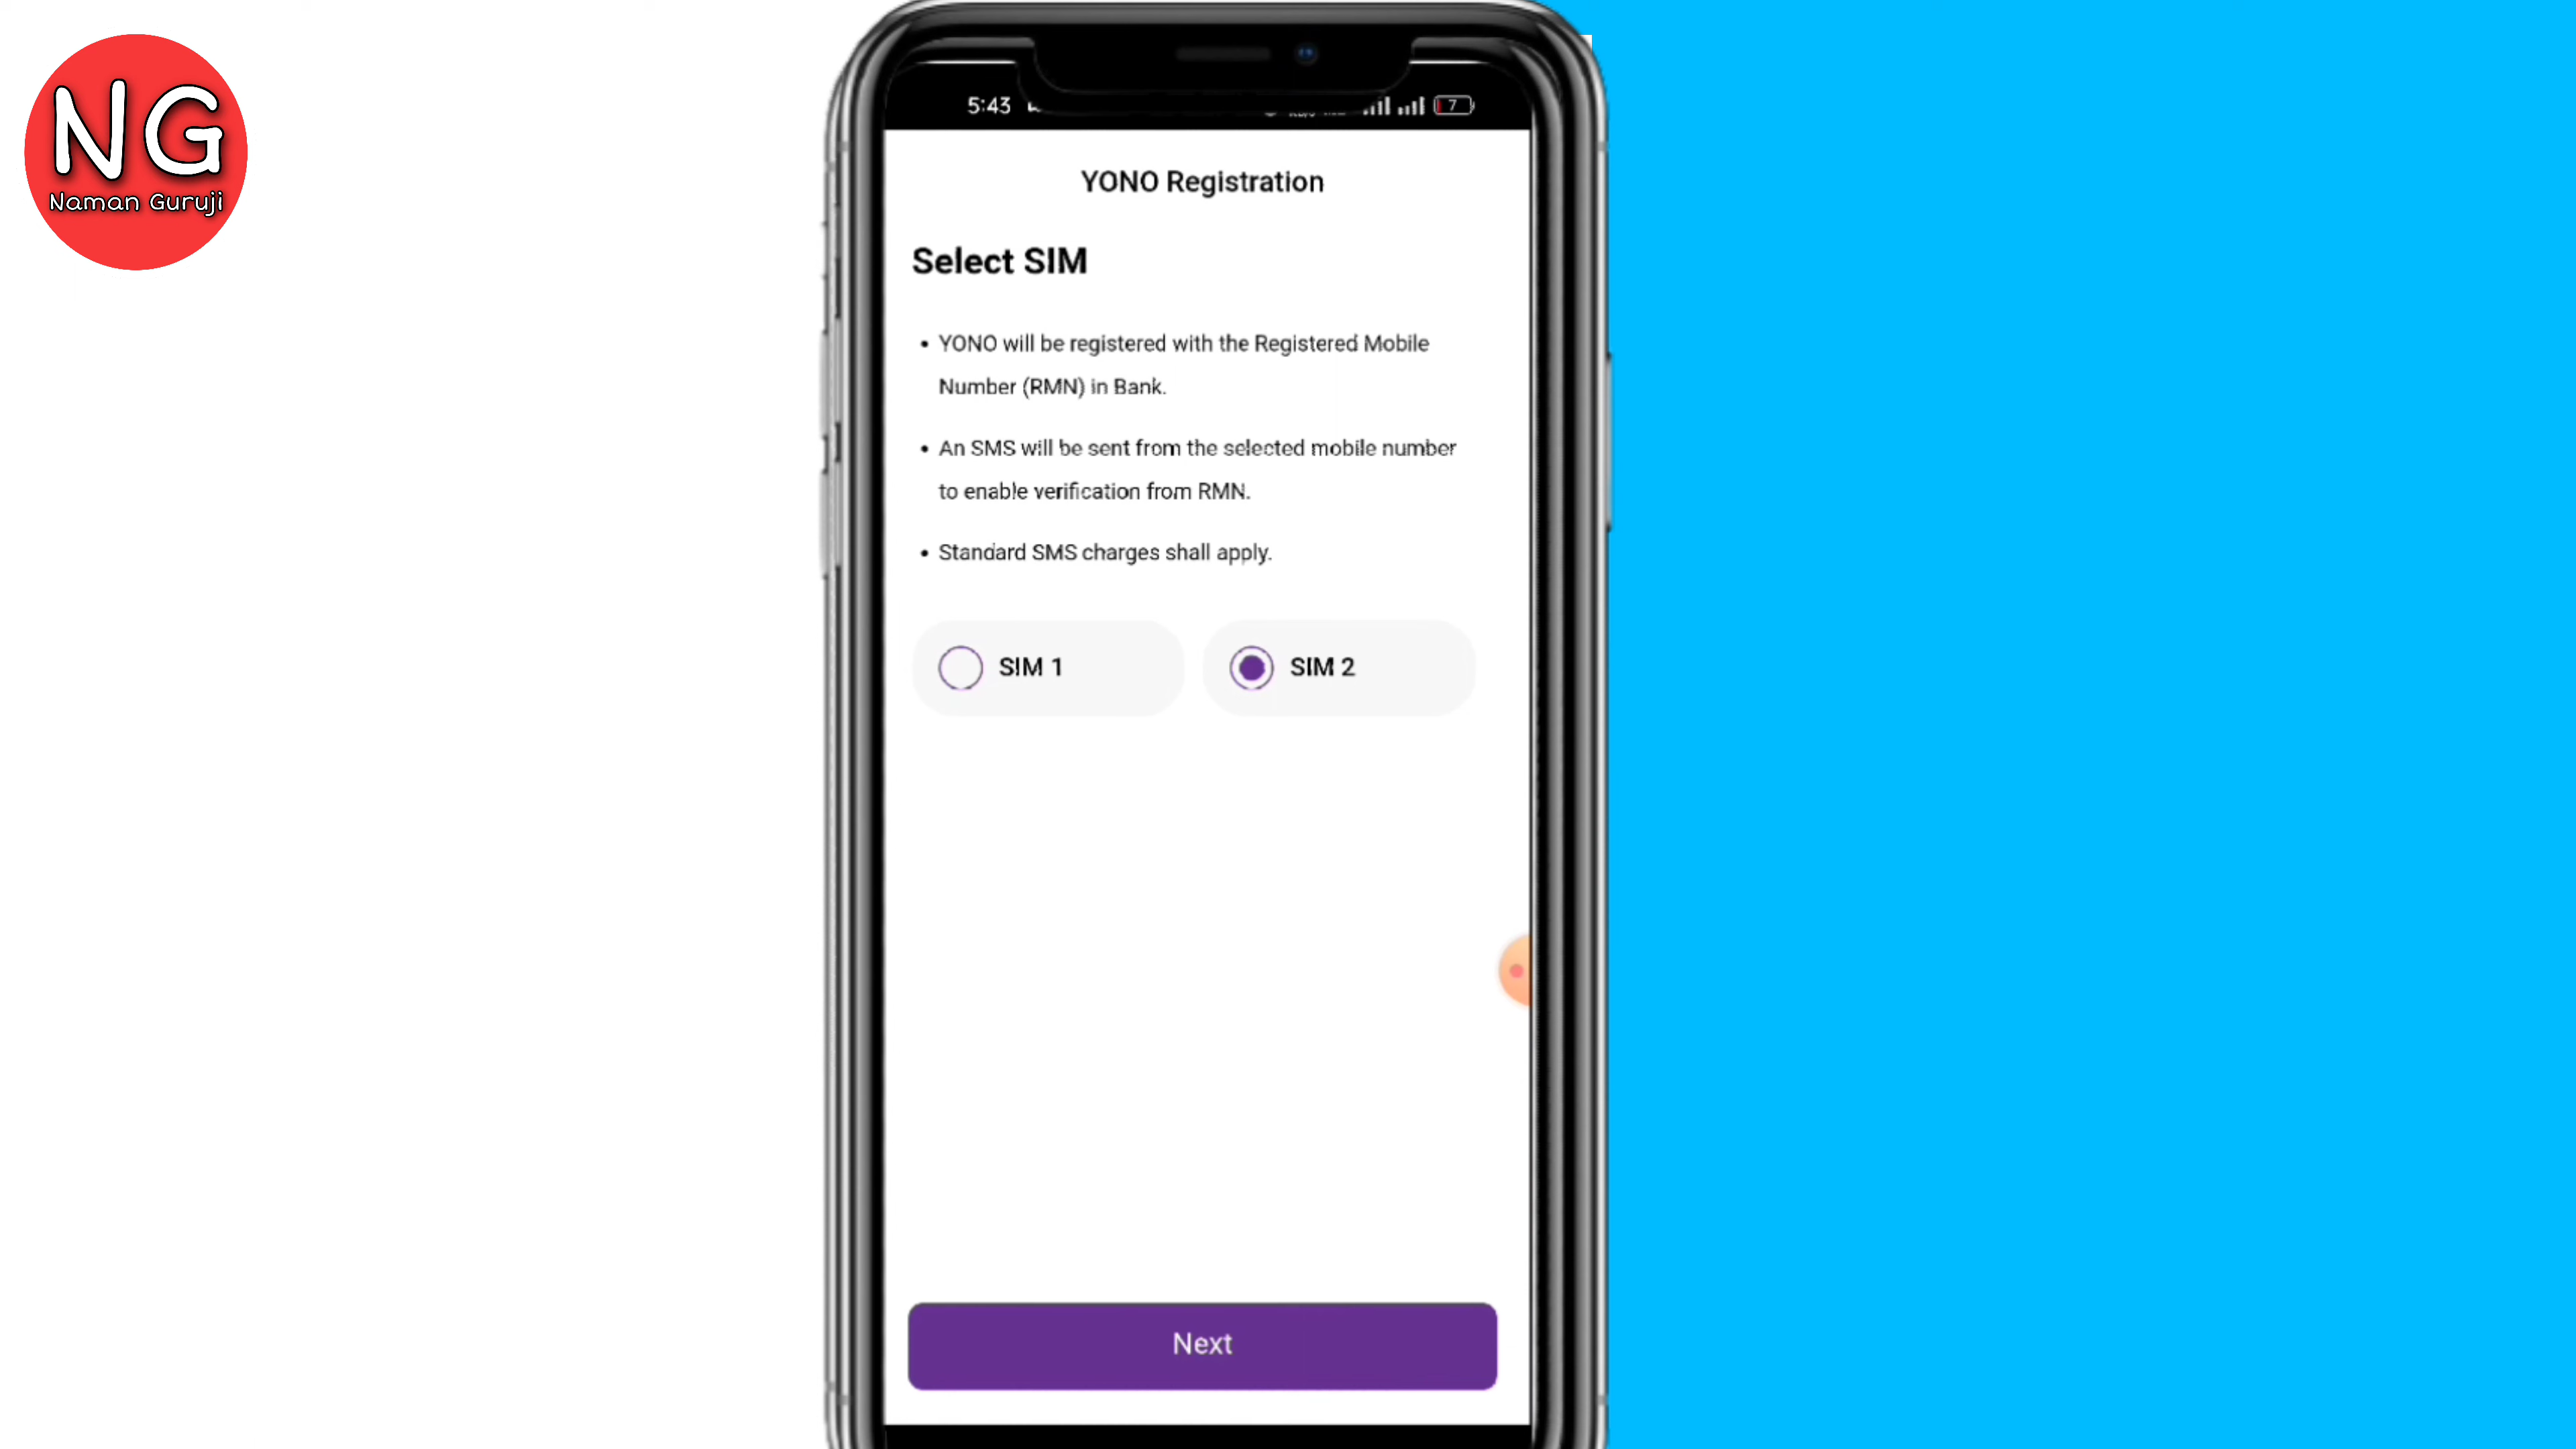 NG
Naman Guruji
5:43
7
YONO Registration
Select SIM
• YONO will be registered with the Registered Mobile
Number (RMN) in Bank.
• An SMS will be sent from the selected mobile number
to enable verification from RMN.
• Standard SMS charges shall apply.
SIM 1
SIM 2
Next